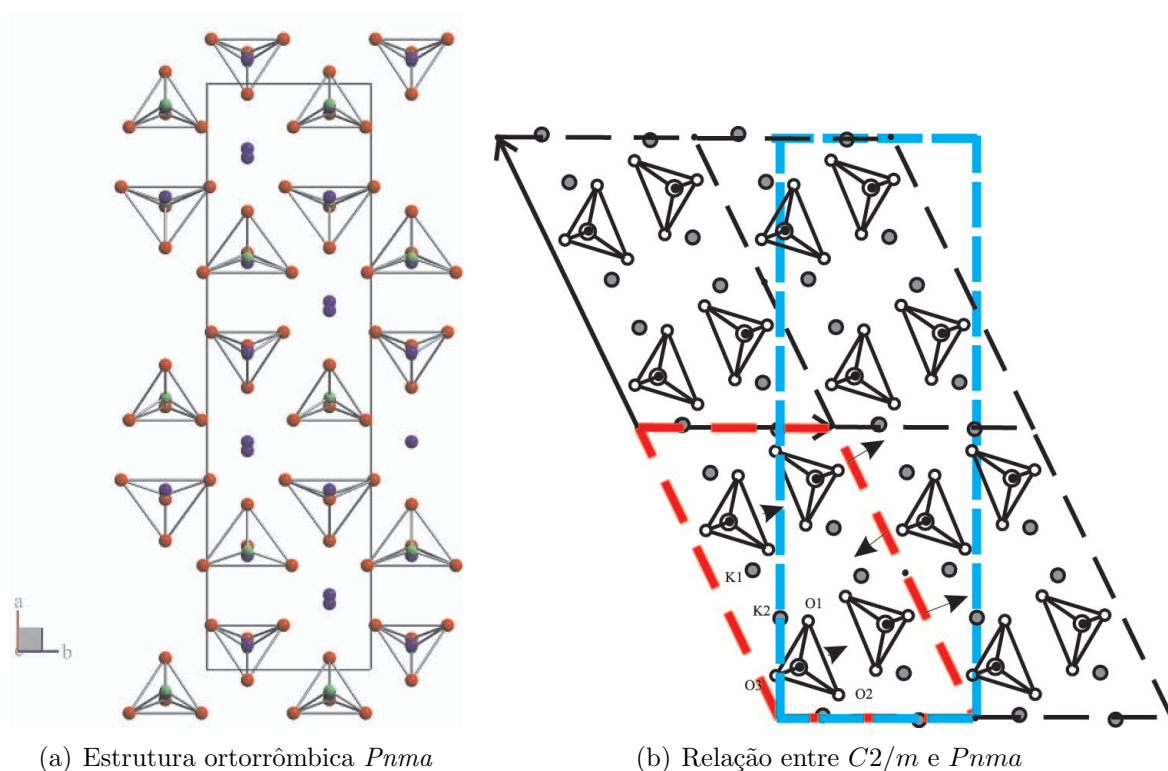 a
c b
K1
K2 O1
O3 O2
(a) Estrutura ortorrômbica Pnma
(b) Relação entre C2/m e Pnma